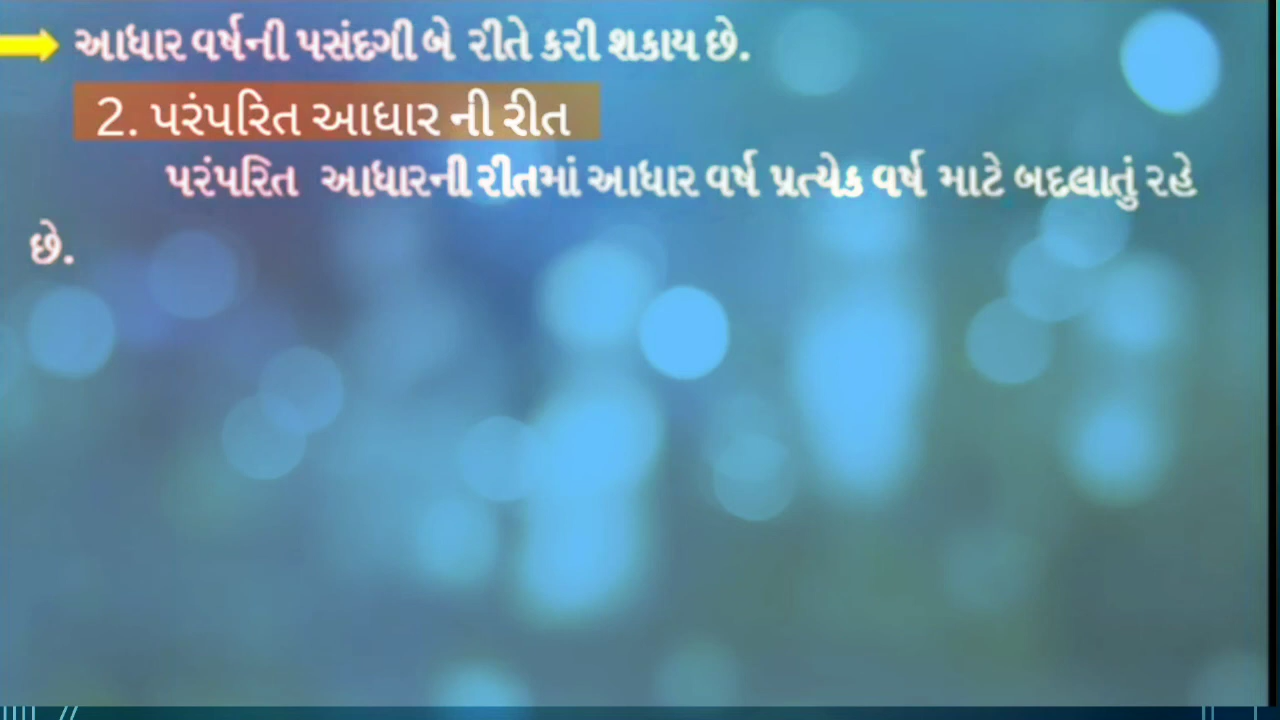 આધાર વર્ષની પસંદગી બે રીતે કરી શકાય છે.
2. પરંપરિત આધાર ની રીત
પરંપરિત આધારની રીતમાં આધાર વર્ષ પ્રત્યેક વર્ષ માટે બદલાતું રહે
છે.